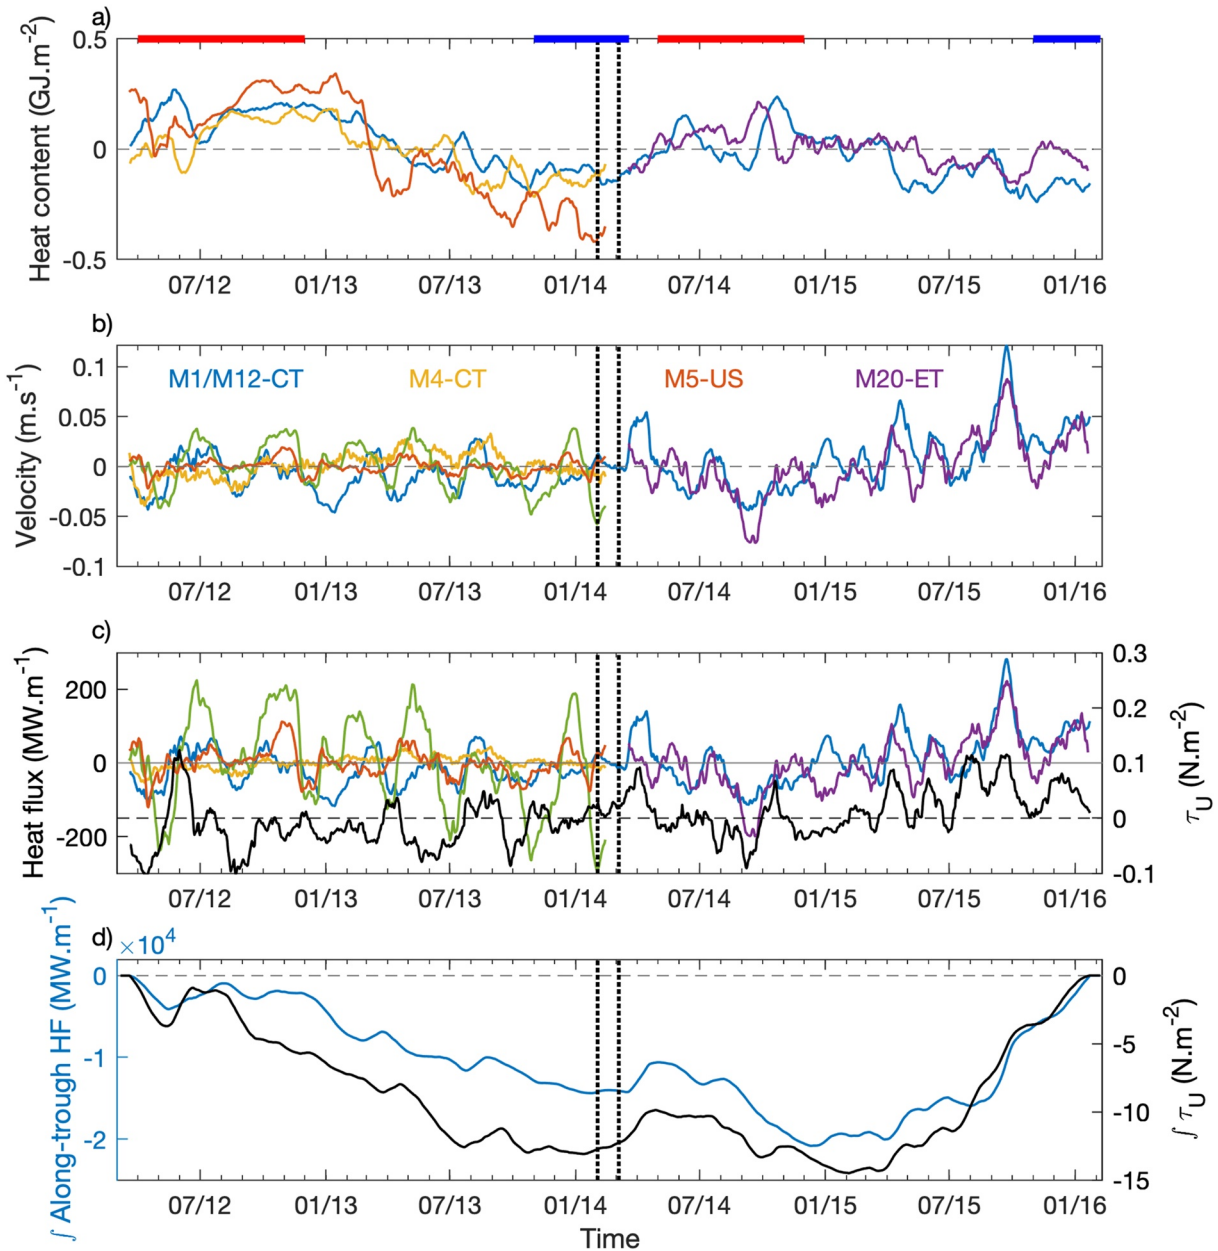 a)
Heat content (GJ.m-2)
0.5
0
-0.5
07/12 01/13 07/13 01/14 07/14 01/15 07/15 01/16
b)
Velocity (m.s-1)
M1/M12-CT M4-CT M5-US M20-ET
0.1
0.05
0
-0.05
-0.1
07/12 01/13 07/13 01/14 07/14 01/15 07/15 01/16
c)
Heat flux (MW.m-1)
200
0
-200
0.3
0.2
0.1
0
-0.1
τU (N.m-2)
07/12 01/13 07/13 01/14 07/14 01/15 07/15 01/16
d)
×104
∫ Along-trough HF (MW.m-1)
0
-1
-2
0
-5
-10
-15
∫ τU (N.m-2)
07/12 01/13 07/13 01/14 07/14 01/15 07/15 01/16
Time